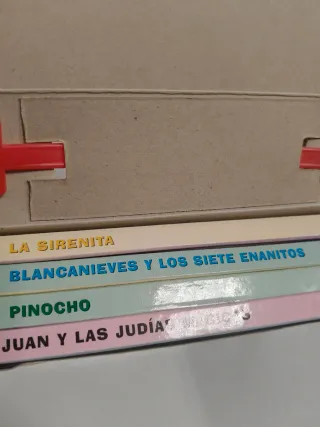 LA SIRENITA
BLANCANIEVES Y LOS SIETE ENANITOS
PINOCHO
JUAN Y LAS JUDÍAS